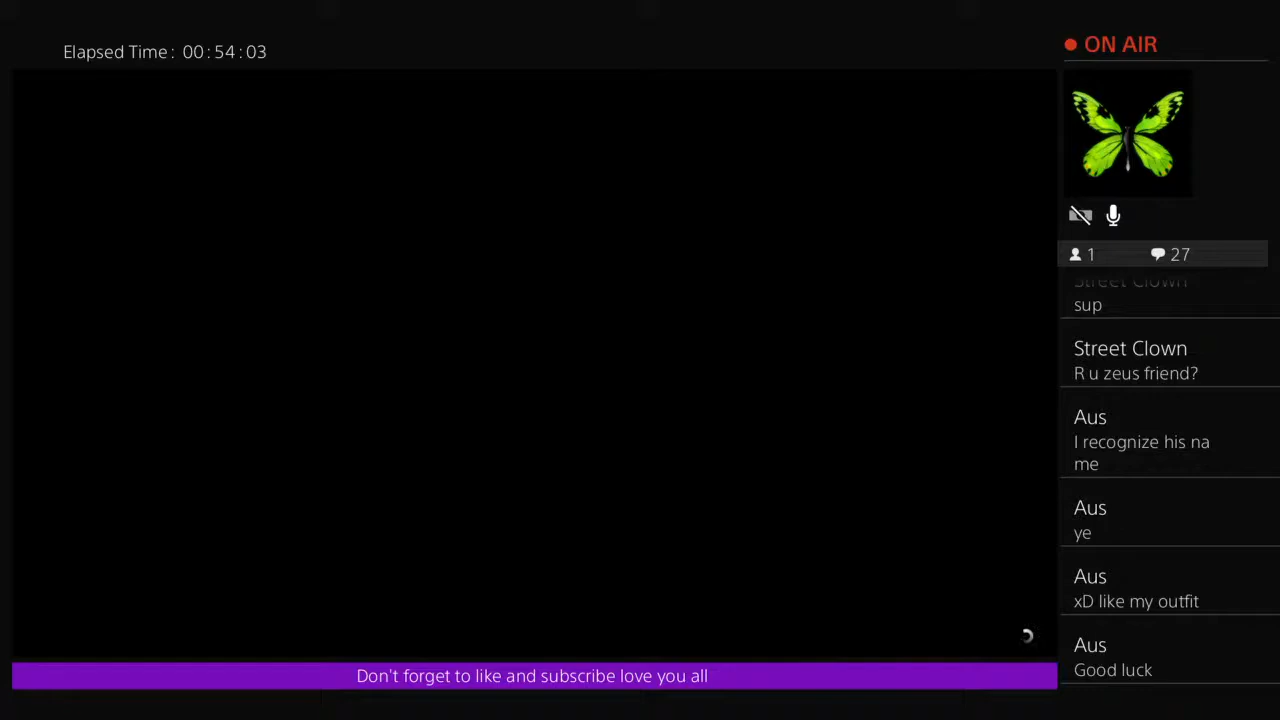 Elapsed Time: 00:54:03
ON AIR
1 27
Street Clown
sup
Street Clown
R u zeus friend?
Aus
I recognize his na
me
Aus
ye
Aus
xD like my outfit
Aus
Good luck
Don't forget to like and subscribe love you all